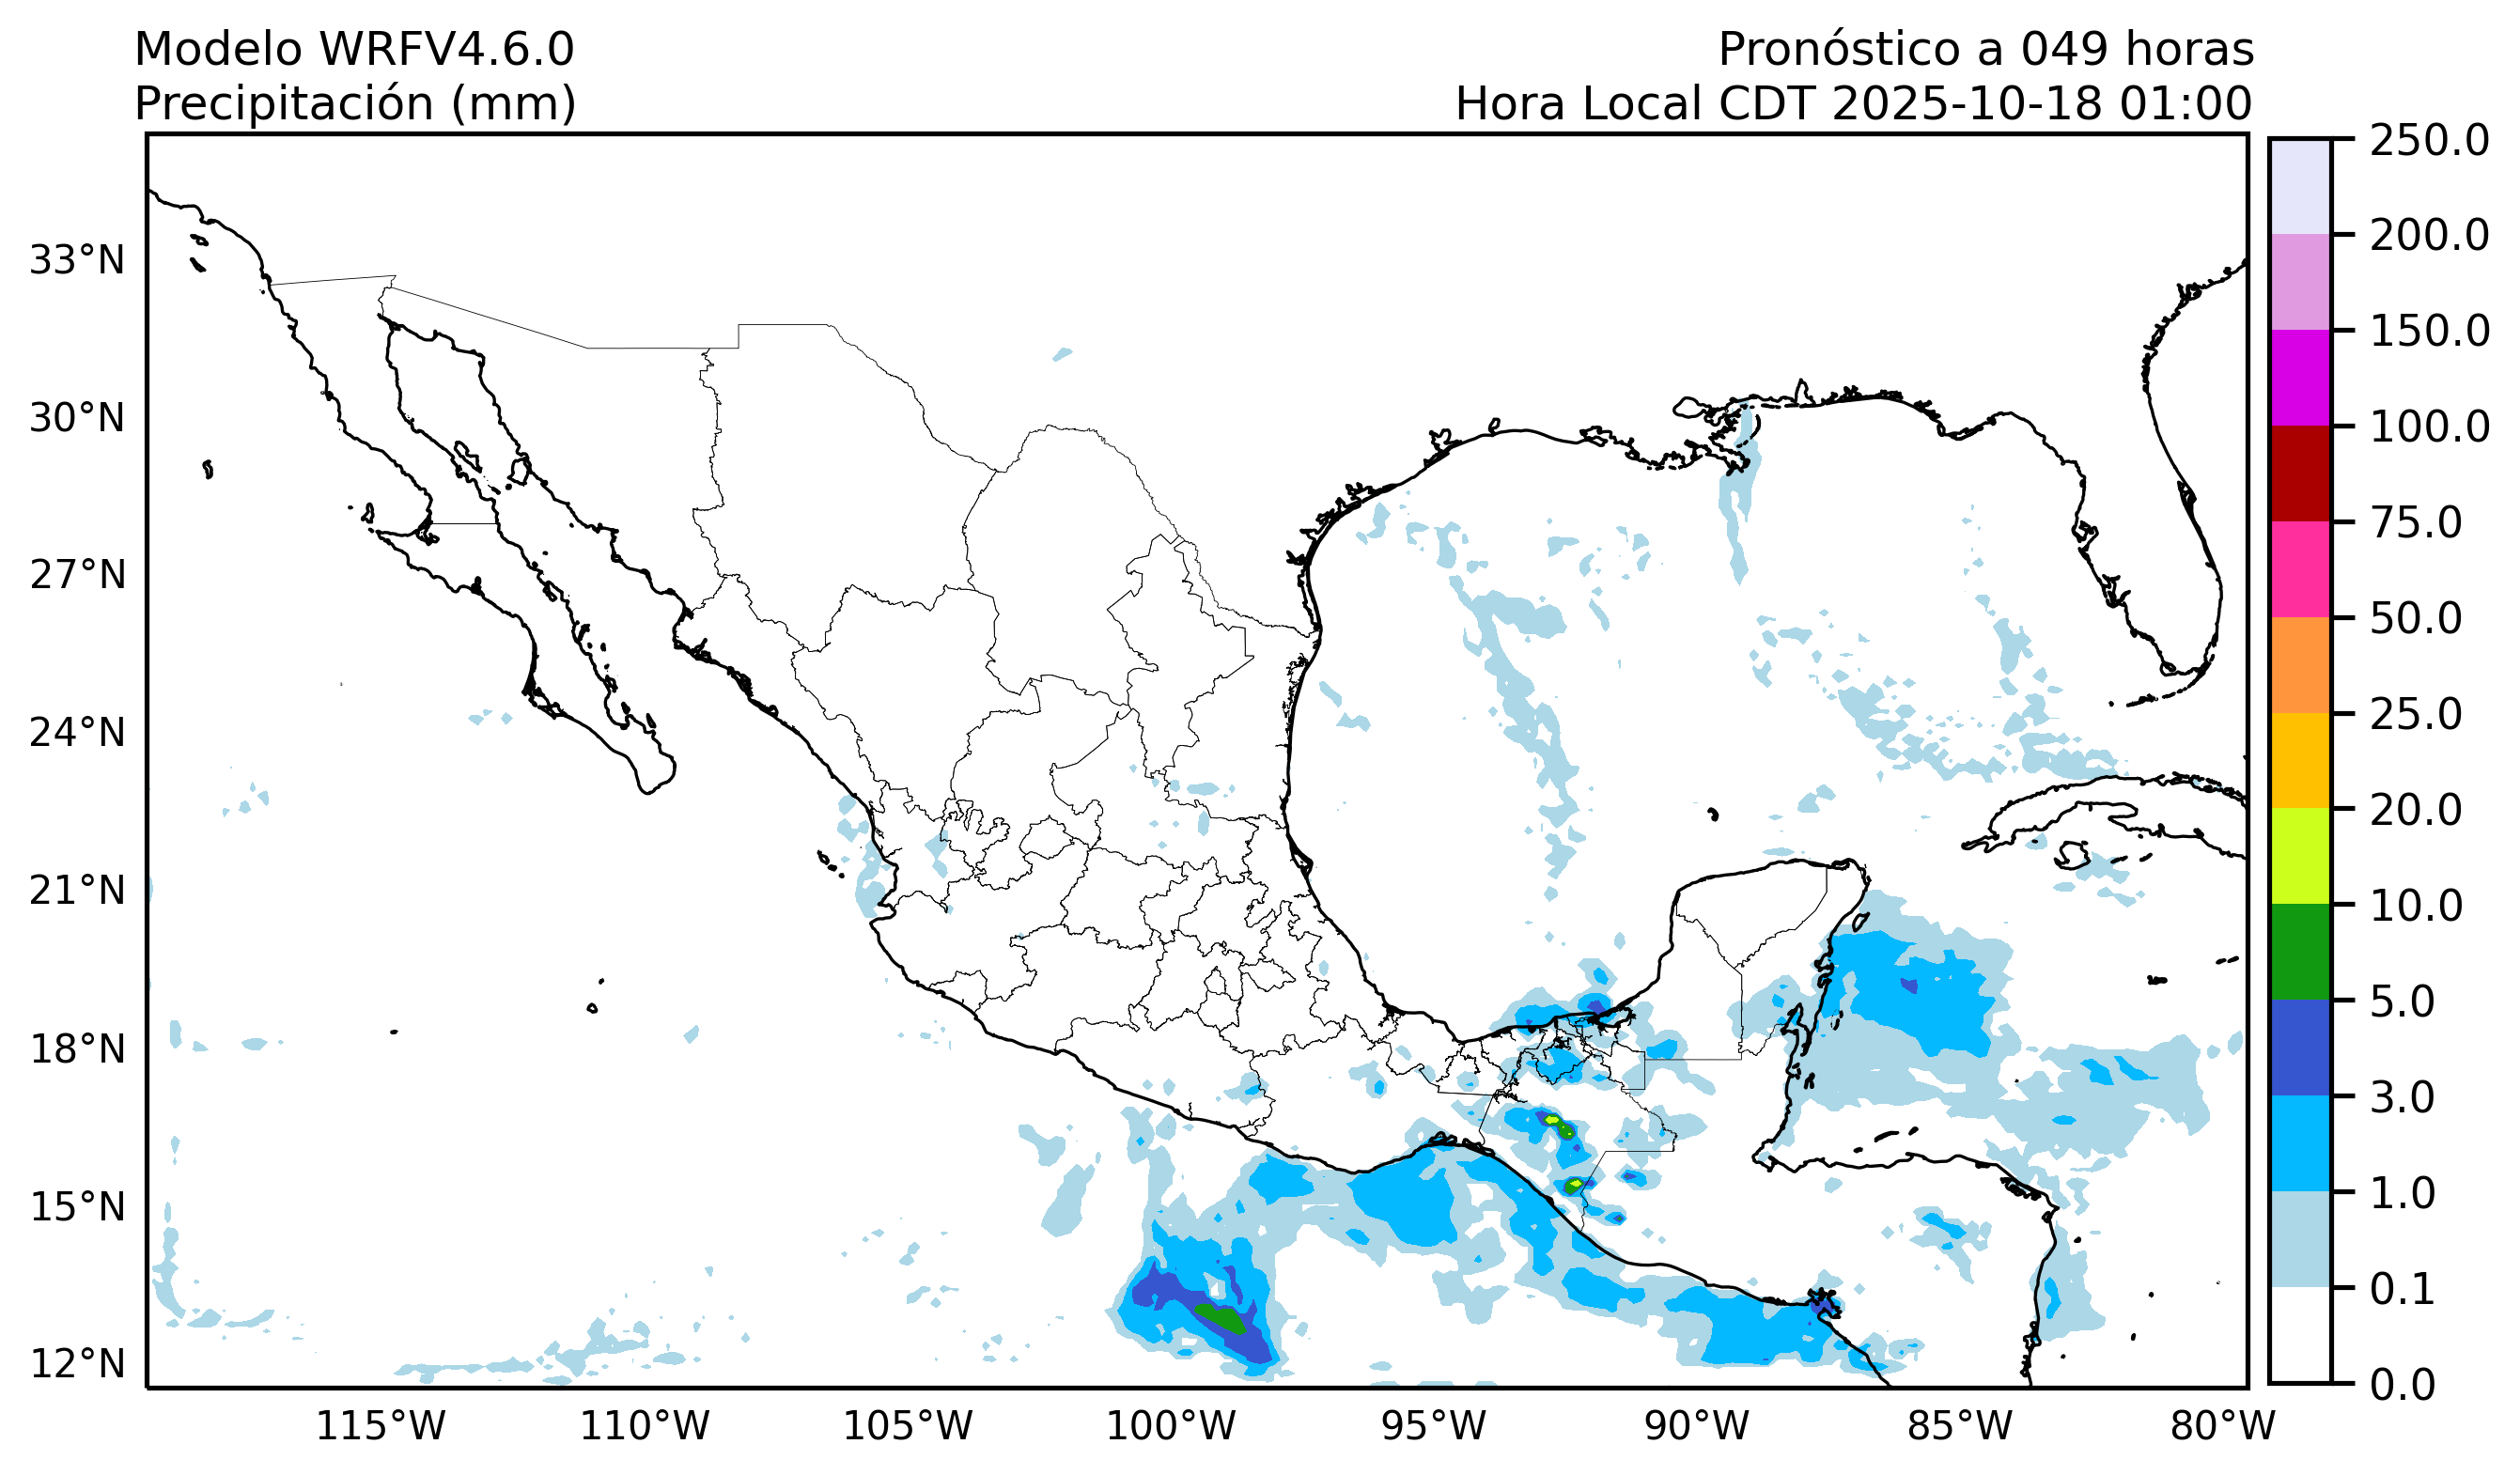 Modelo WRFV4.6.0
Precipitación (mm)
Pronóstico a 049 horas
Hora Local CDT 2025-10-18 01:00
33°N
30°N
27°N
24°N
21°N
18°N
15°N
12°N
115°W
110°W
105°W
100°W
95°W
90°W
85°W
80°W
250.0
200.0
150.0
100.0
75.0
50.0
25.0
20.0
10.0
5.0
3.0
1.0
0.1
0.0